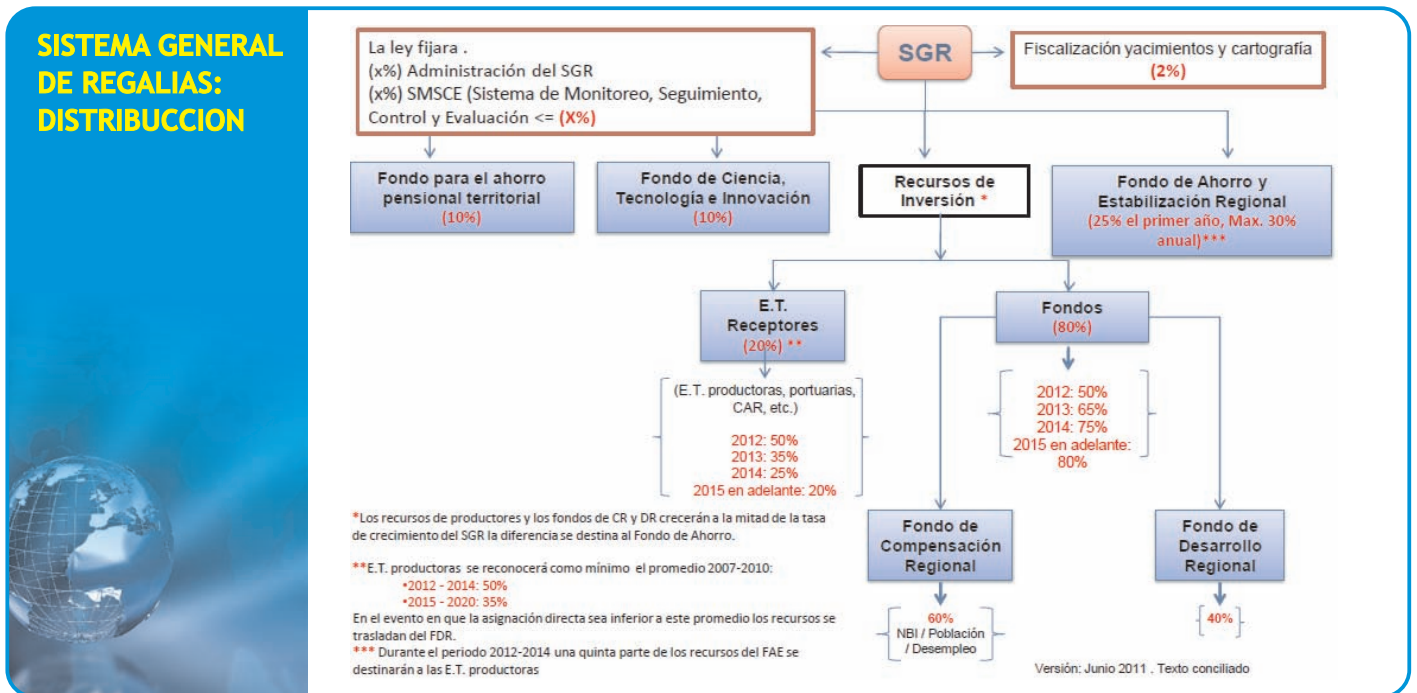 SISTEMA GENERAL
DE REGALIAS:
DISTRIBUCCION
La ley fijara .
(x%) Administración del SGR
(x%) SMSCE (Sistema de Monitoreo, Seguimiento,
Control y Evaluación <= (X%)
SGR
Fiscalización yacimientos y cartografía
(2%)
Fondo para el ahorro
pensional territorial
(10%)
Fondo de Ciencia,
Tecnología e Innovación
(10%)
Recursos de
Inversión *
Fondo de Ahorro y
Estabilización Regional
(25% el primer año, Max. 30%
anual)***
E.T.
Receptores
(20%) **
Fondos
(80%)
(E.T. productoras, portuarias,
CAR, etc.)
2012: 50%
2013: 35%
2014: 25%
2015 en adelante: 20%
2012: 50%
2013: 65%
2014: 75%
2015 en adelante:
80%
*Los recursos de productores y los fondos de CR y DR crecerán a la mitad de la tasa
de crecimiento del SGR la diferencia se destina al Fondo de Ahorro.
**E.T. productoras se reconocerá como mínimo el promedio 2007-2010:
•2012 - 2014: 50%
•2015 - 2020: 35%
En el evento en que la asignación directa sea inferior a este promedio los recursos se
trasladan del FDR.
*** Durante el periodo 2012-2014 una quinta parte de los recursos del FAE se
destinarán a las E.T. productoras
Fondo de
Compensación
Regional
60%
NBI / Población
/ Desempleo
Fondo de
Desarrollo
Regional
40%
Versión: Junio 2011 . Texto conciliado